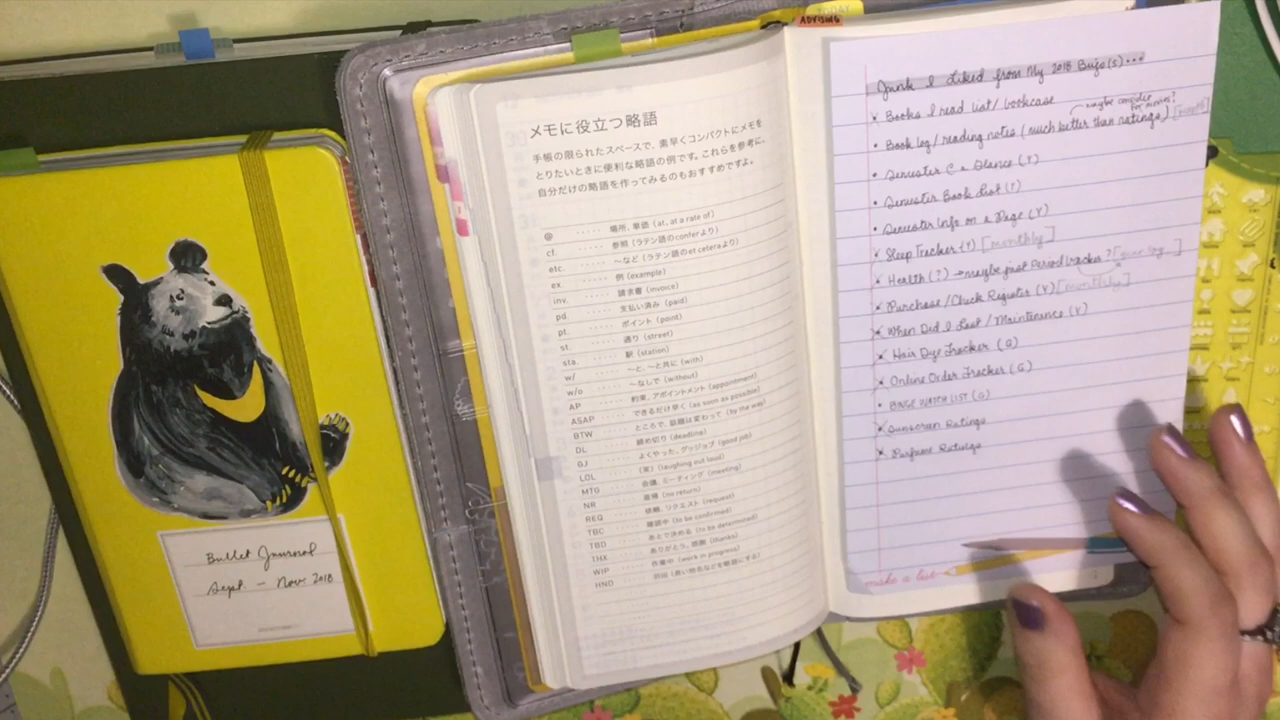 Bullet Journal
Sept. - Nov. 2018
メモに役立つ略語
手帳の限られたスペースで、素早くコンパクトにメモを
とりたいときに便利な略語の例です。これらを参考に、
自分だけの略語を作ってみるのもおすすめですよ。
@ ····· 場所、単価 (at, at a rate of)
cf. ····· 参照 (ラテン語のconferより)
etc. ····· ～など (ラテン語のet ceteraより)
ex. ····· 例 (example)
inv. ····· 請求書 (invoice)
pd. ····· 支払い済み (paid)
pt. ····· ポイント (point)
st. ····· 通り (street)
sta. ····· 駅 (station)
w/ ····· ～と、～と共に (with)
w/o ····· ～なしで (without)
AP ····· 約束、アポイントメント (appointment)
ASAP ····· できるだけ早く (as soon as possible)
BTW ····· ところで、話題は変わって (by the way)
DL ····· 締め切り (deadline)
GJ ····· よくやった、グッジョブ (good job)
LOL ····· (笑) (laughing out loud)
MTG ····· 会議、ミーティング (meeting)
NR ····· 直帰 (no return)
REQ ····· 依頼、リクエスト (request)
TBC ····· 確認中 (to be confirmed)
TBD ····· あとで決める (to be determined)
THX ····· ありがとう、感謝 (thanks)
WIP ····· 作業中 (work in progress)
HND ·····
TODAY
ADVISING
Junk I Liked from My 2018 Bujo(s)...
Books I read list/bookcase
maybe consider for movies?
Book log/reading notes (much better than ratings)
Semester @ a Glance (Y)
Semester Book List (?)
Semester Info on a Page (Y)
Sleep Tracker (?) [monthly]
Health (?) → maybe just Period tracker?
Purchase/Check Register (Y) [monthly]
When Did I Last/Maintenance (Y)
Hair Dye Tracker (G)
Online Order Tracker (G)
BINGE WATCH LIST (G)
Sunscreen Ratings
Perfume Ratings
make a list